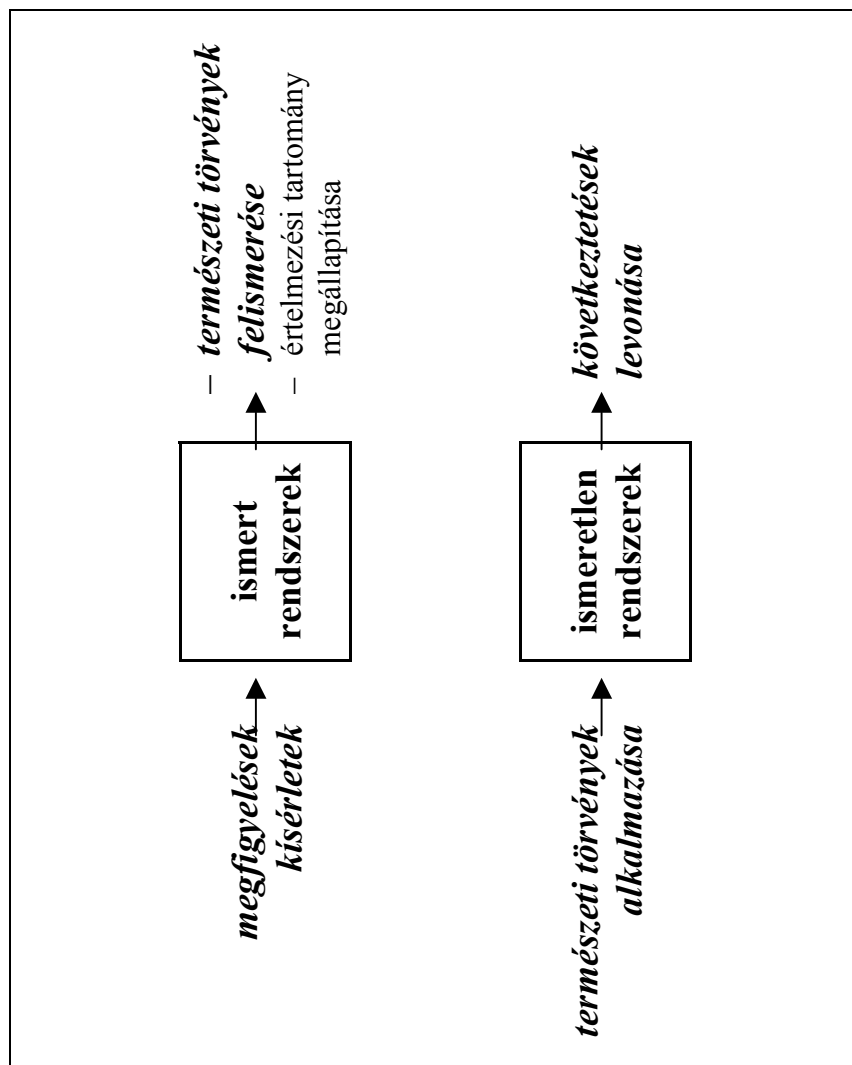 megfigyelések
kísérletek
ismert
rendszerek
– természeti törvények
felismerése
– értelmezési tartomány
megállapítása
természeti törvények
alkalmazása
ismeretlen
rendszerek
következtetések
levonása